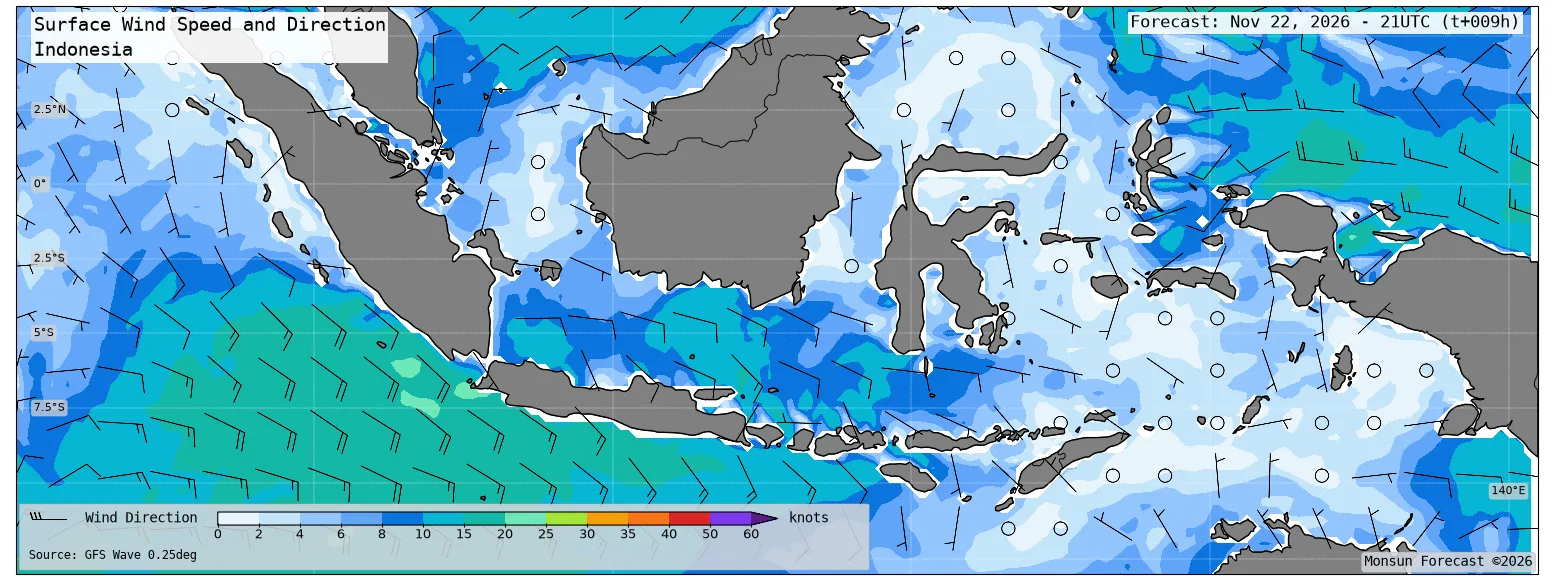 Surface Wind Speed and Direction
Indonesia
Forecast: Nov 22, 2026 - 21UTC (t+009h)
2.5°N
0°
2.5°S
5°S
7.5°S
140°E
Wind Direction
0 2 4 6 8 10 15 20 25 30 35 40 50 60
knots
Source: GFS Wave 0.25deg
Monsun Forecast ©2026